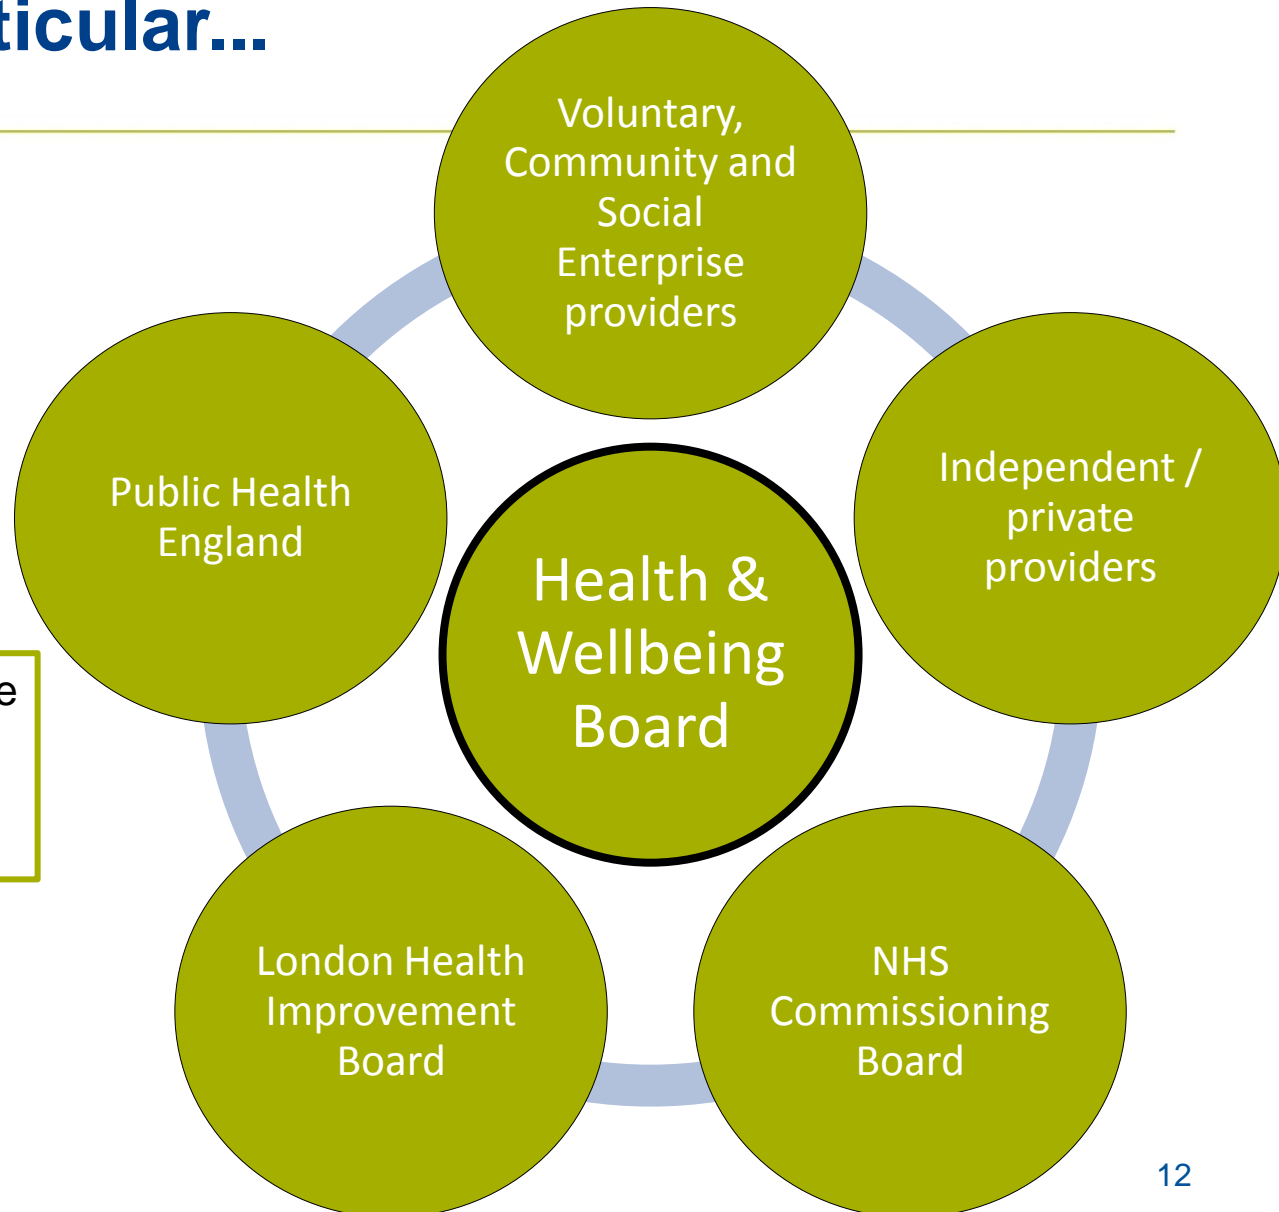 ticular...
Voluntary,
Community and
Social
Enterprise
providers
Public Health
England
Independent /
private
providers
Health &
Wellbeing
Board
e
London Health
Improvement
Board
NHS
Commissioning
Board
12